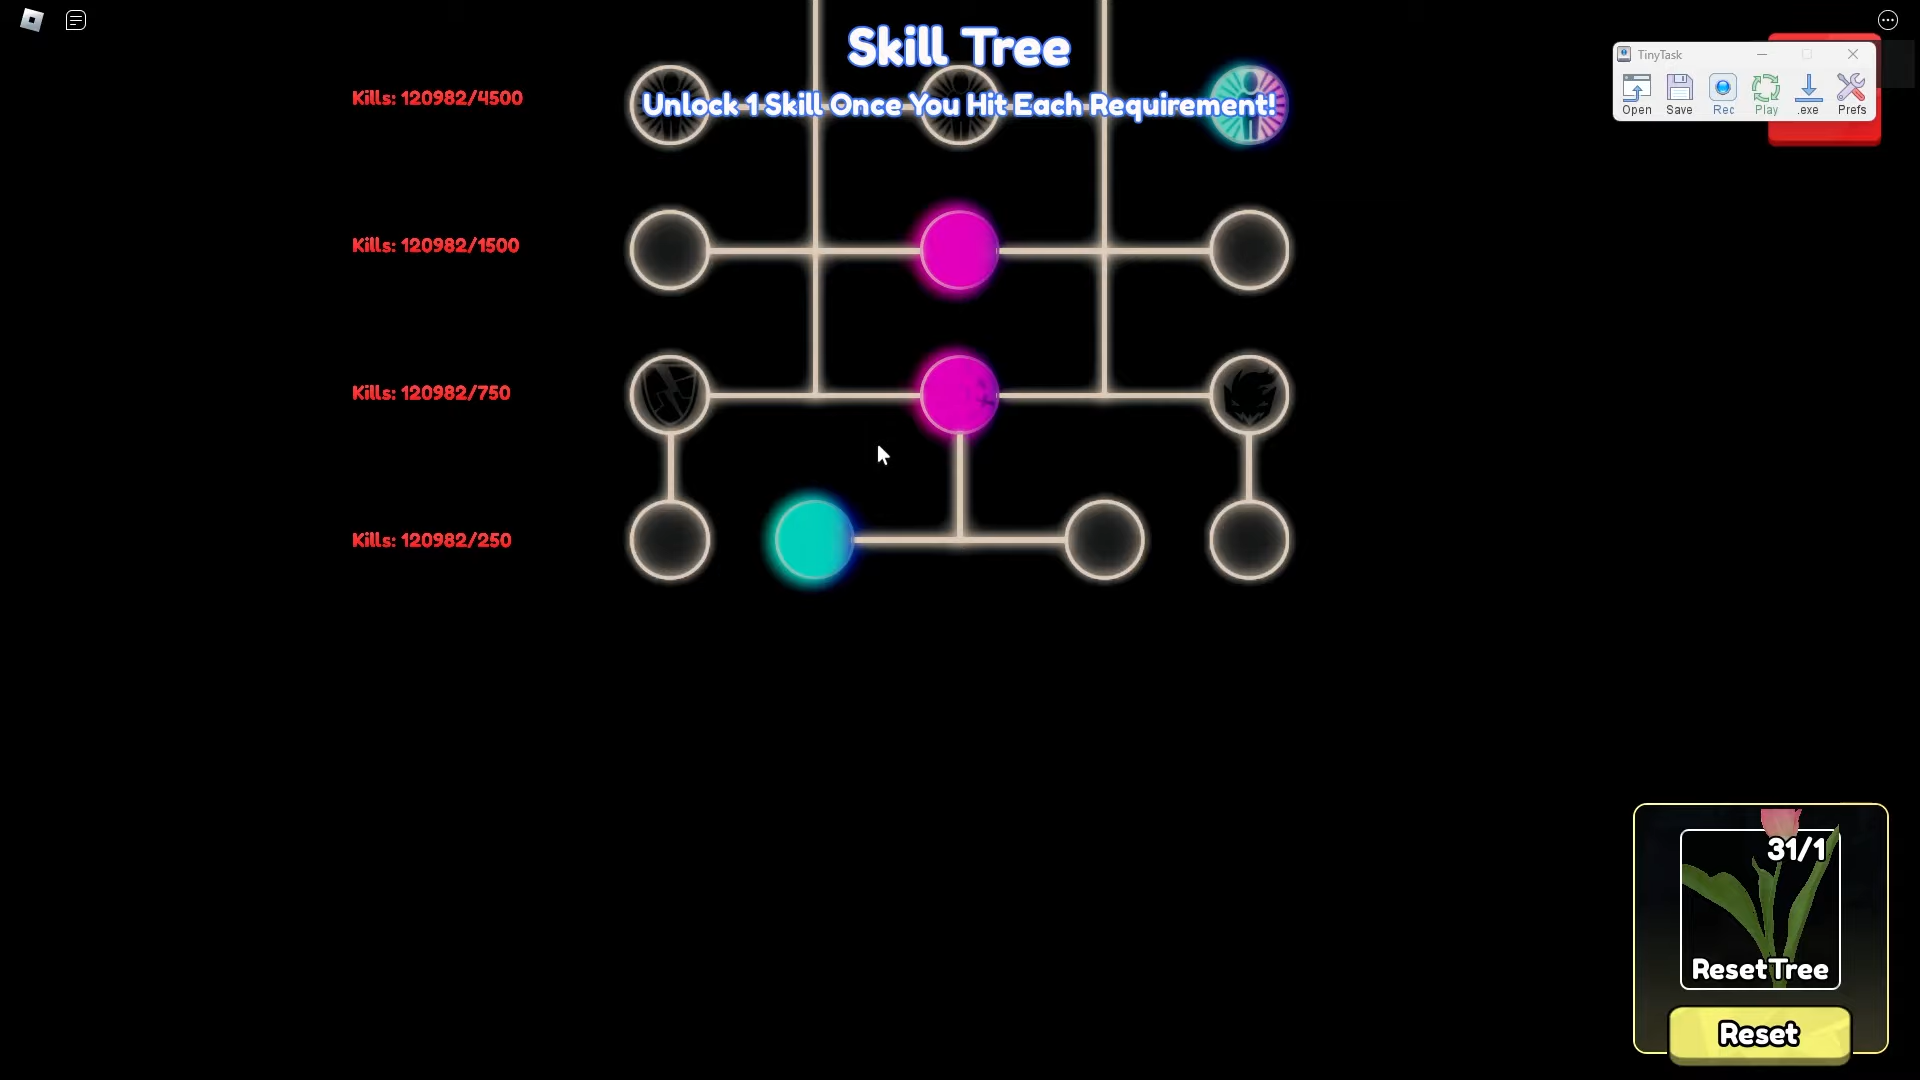 Skill Tree
Unlock 1 Skill Once You Hit Each Requirement!
Kills: 120982/4500
Kills: 120982/1500
Kills: 120982/750
Kills: 120982/250
TinyTask
Open Save Rec Play .exe Prefs
31/1
Reset Tree
Reset